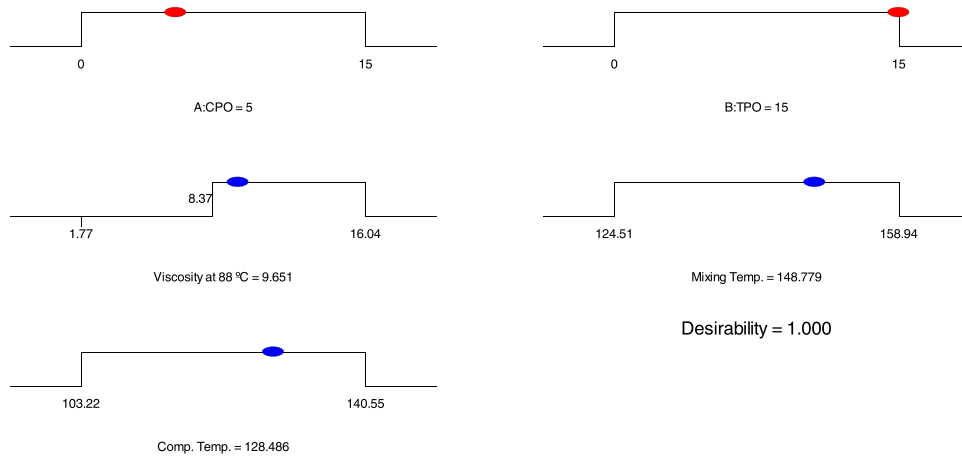 0
15
A:CPO = 5
0
15
B:TPO = 15
8.37
1.77
16.04
Viscosity at 88 ºC = 9.651
124.51
158.94
Mixing Temp. = 148.779
Desirability = 1.000
103.22
140.55
Comp. Temp. = 128.486